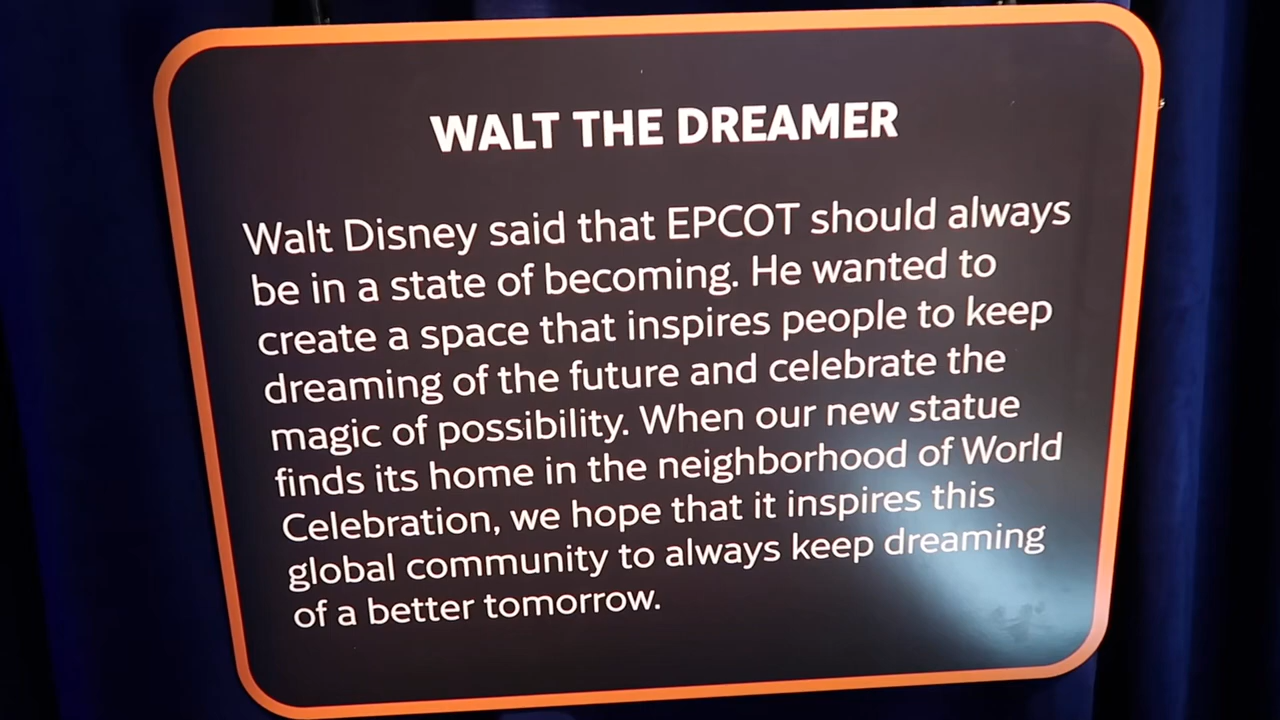 WALT THE DREAMER
Walt Disney said that EPCOT should always
be in a state of becoming. He wanted to
create a space that inspires people to keep
dreaming of the future and celebrate the
magic of possibility. When our new statue
finds its home in the neighborhood of World
Celebration, we hope that it inspires this
global community to always keep dreaming
of a better tomorrow.